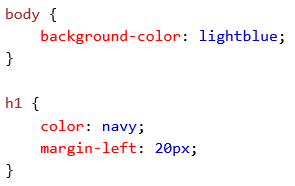 body {
    background-color: lightblue;
}

h1 {
    color: navy;
    margin-left: 20px;
}